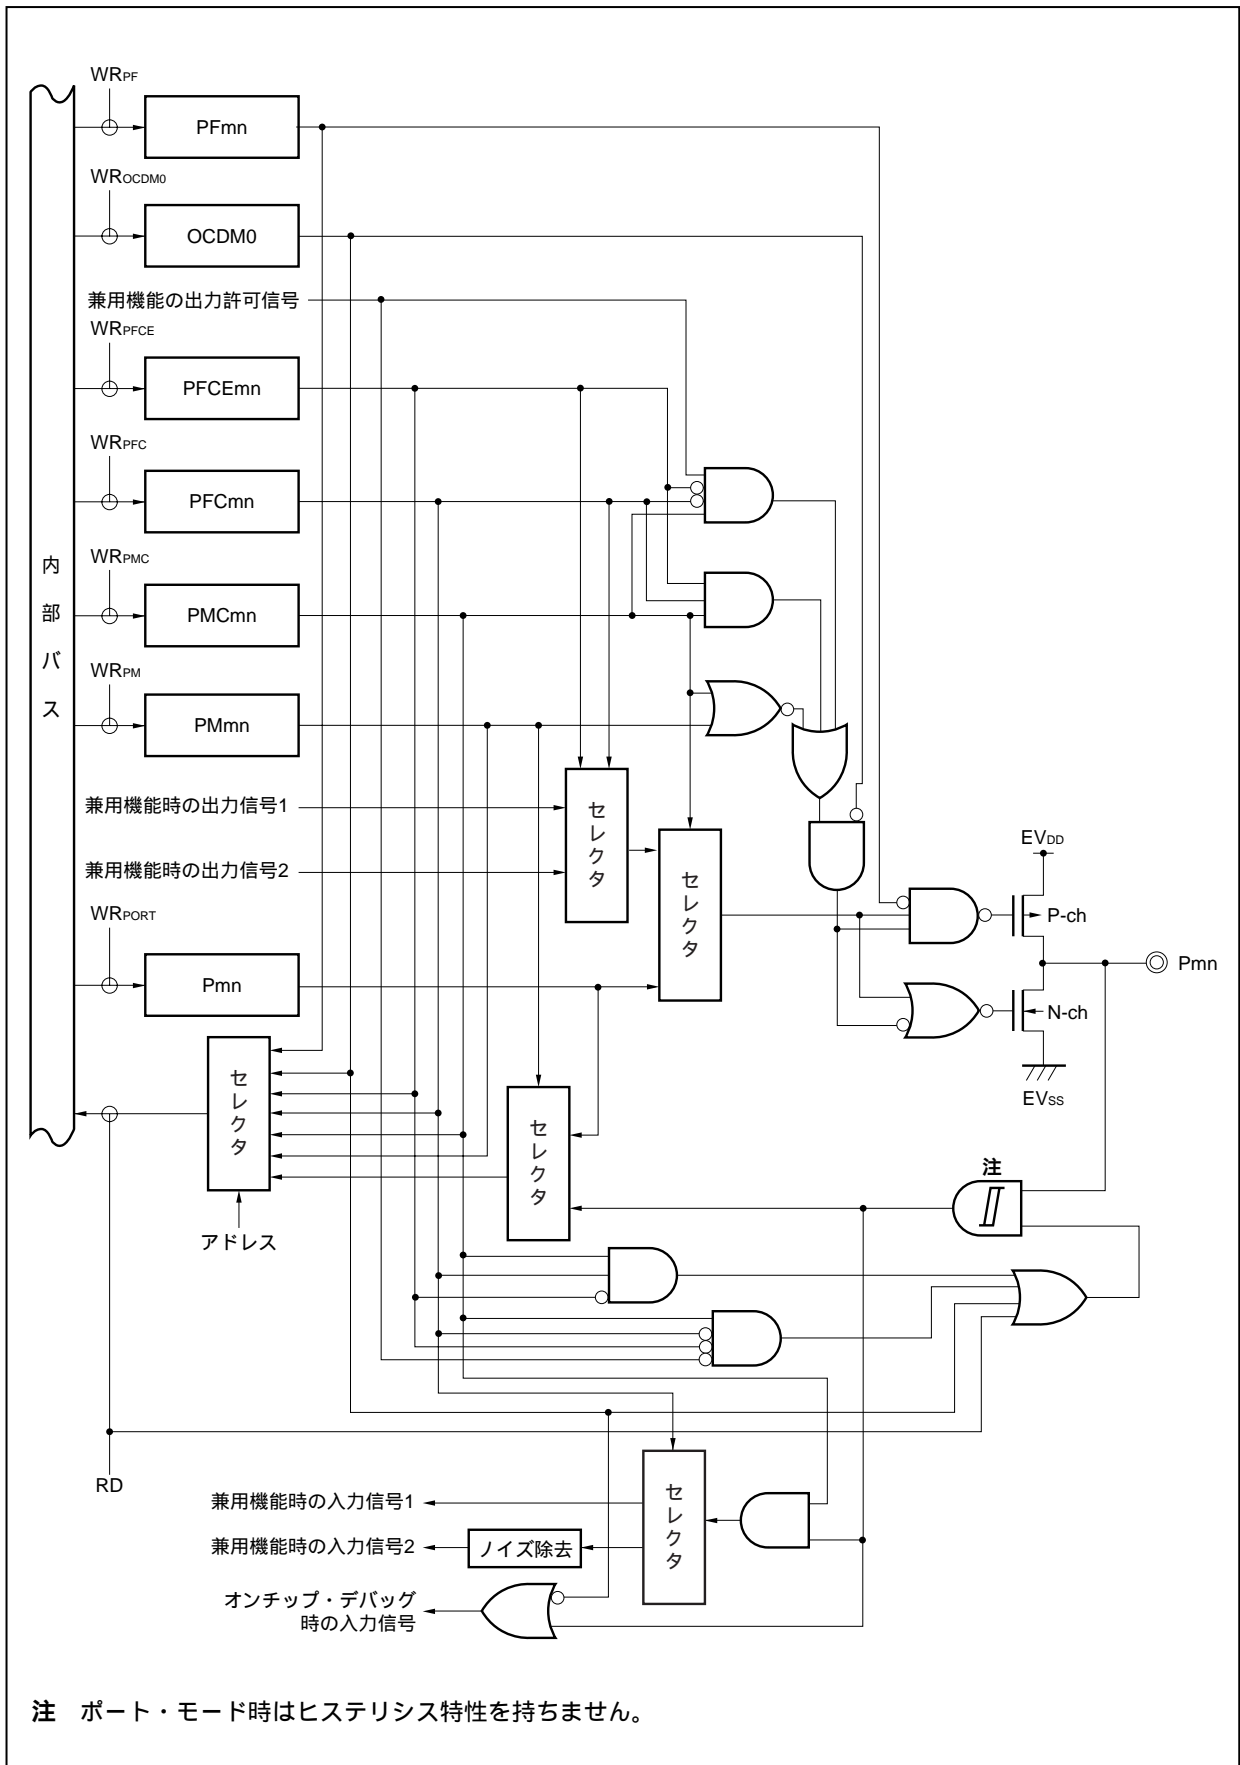 WRPF
PFmn
WROCDM0
OCDM0
兼用機能の出力許可信号
WRPFCE
PFCEmn
WRPFC
PFCmn
内部バス
WRPMC
PMCmn
WRPM
PMmn
兼用機能時の出力信号1
兼用機能時の出力信号2
セレクタ
セレクタ
EVDD
P-ch
WRPORT
Pmn
Pmn
N-ch
EVSS
セレクタ
セレクタ
アドレス
注
RD
セレクタ
兼用機能時の入力信号1
兼用機能時の入力信号2
ノイズ除去
オンチップ・デバッグ
時の入力信号
注 ポート・モード時はヒステリシス特性を持ちません。